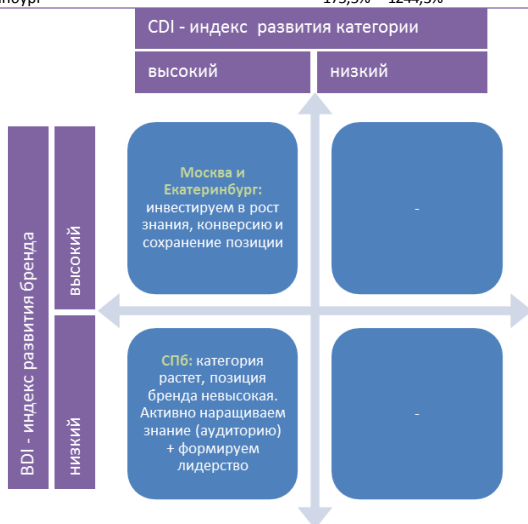 CDI - индекс развития категории
высокий
низкий
BDI - индекс развития бренда
высокий
Москва и
Екатеринбург:
инвестируем в рост
знания, конверсию и
сохранение позиции
-
низкий
СПб: категория
растет, позиция
бренда невысокая.
Активно наращиваем
знание (аудиторию)
+ формируем
лидерство
-